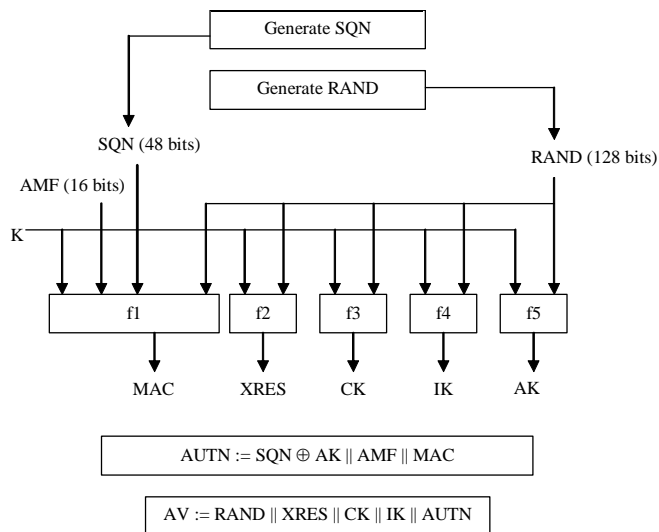 Generate SQN
Generate RAND
SQN (48 bits)
RAND (128 bits)
AMF (16 bits)
K
f1
f2
f3
f4
f5
MAC
XRES
CK
IK
AK
AUTN := SQN ⊕ AK || AMF || MAC
AV := RAND || XRES || CK || IK || AUTN